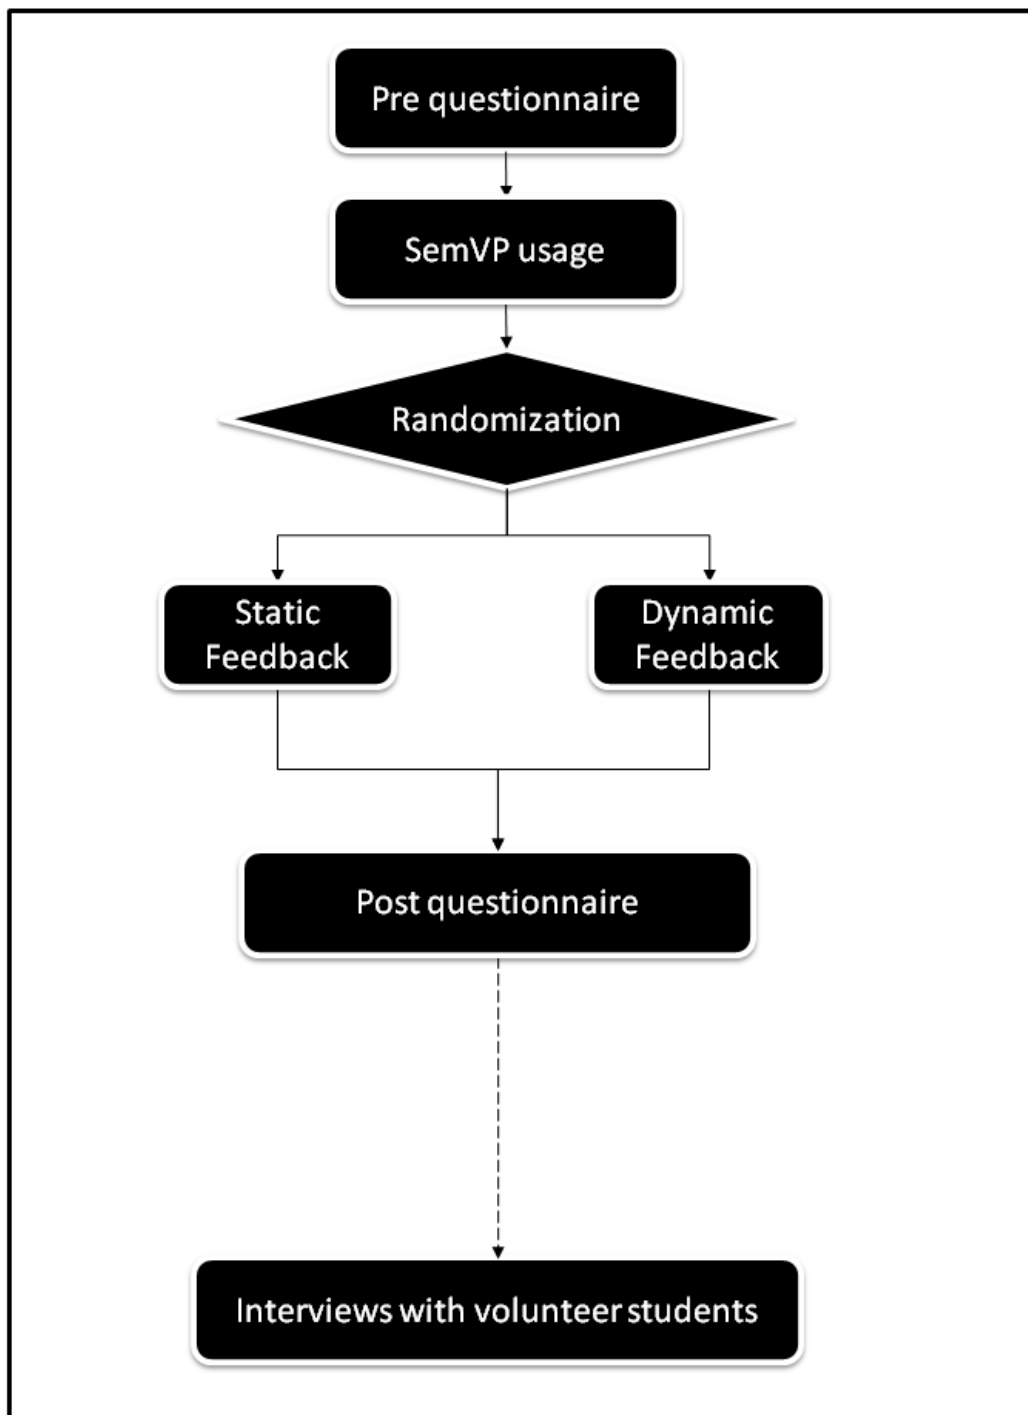 Pre questionnaire
SemVP usage
Randomization
Static
Feedback
Dynamic
Feedback
Post questionnaire
Interviews with volunteer students